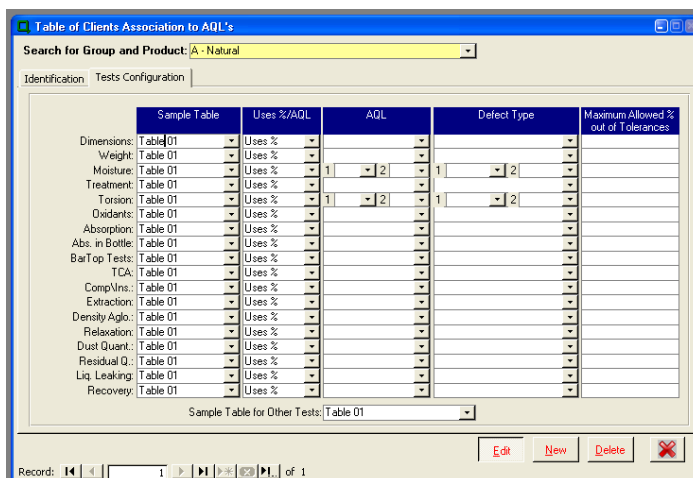 Table of Clients Association to AQL's
Search for Group and Product: A - Natural
Identification Tests Configuration
Sample Table Uses %/AQL AQL Defect Type Maximum Allowed % out of Tolerances
Dimensions: Table 01 Uses %
Weight: Table 01 Uses %
Moisture: Table 01 Uses % 1 2 1 2
Treatment: Table 01 Uses %
Torsion: Table 01 Uses % 1 2 1 2
Oxidants: Table 01 Uses %
Absorption: Table 01 Uses %
Abs. in Bottle: Table 01 Uses %
BarTop Tests: Table 01 Uses %
TCA: Table 01 Uses %
Comp\Ins.: Table 01 Uses %
Extraction: Table 01 Uses %
Density Aglo.: Table 01 Uses %
Relaxation: Table 01 Uses %
Dust Quant.: Table 01 Uses %
Residual Q.: Table 01 Uses %
Liq. Leaking: Table 01 Uses %
Recovery: Table 01 Uses %
Sample Table for Other Tests: Table 01
Edit New Delete
Record: 1 of 1